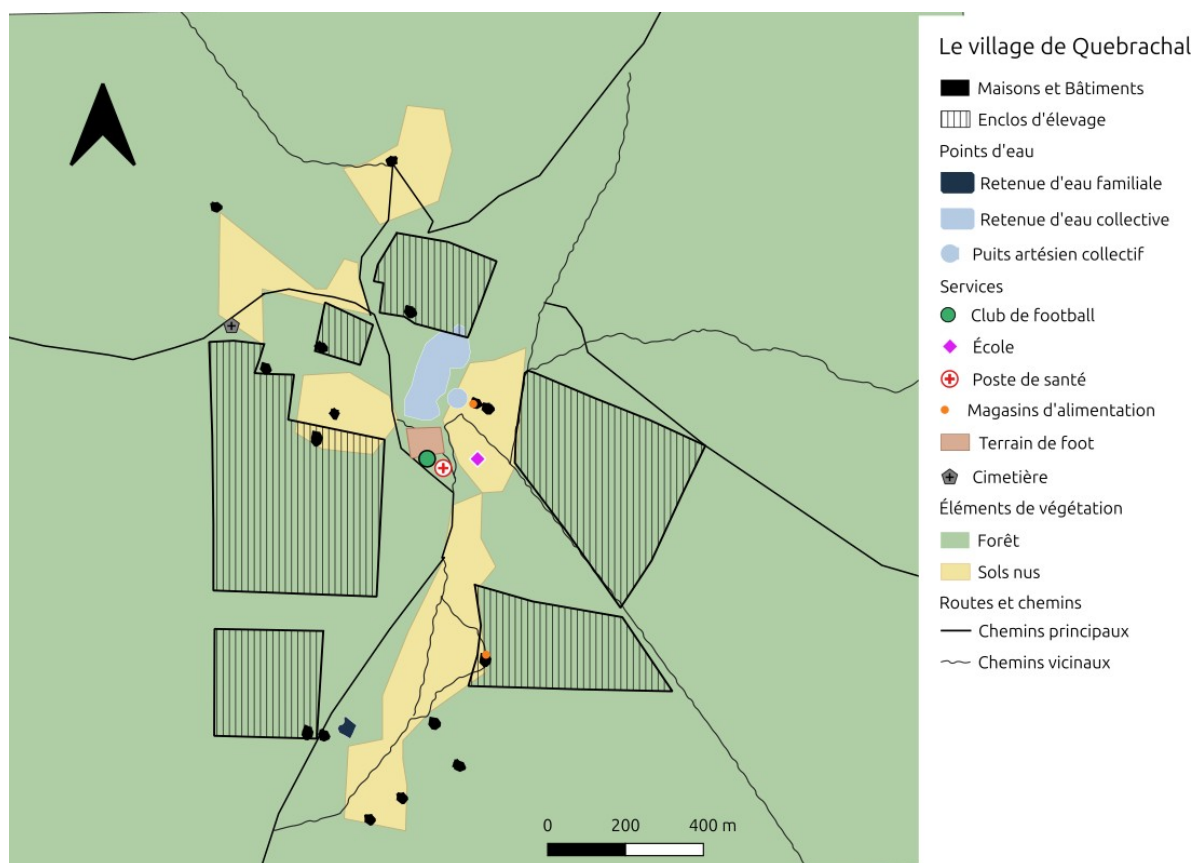 Le village de Quebrachal
Maisons et Bâtiments
Enclos d'élevage
Points d'eau
Retenue d'eau familiale
Retenue d'eau collective
Puits artésien collectif
Services
Club de football
École
Poste de santé
Magasins d'alimentation
Terrain de foot
Cimetière
Éléments de végétation
Forêt
Sols nus
Routes et chemins
Chemins principaux
Chemins vicinaux
0 200 400 m